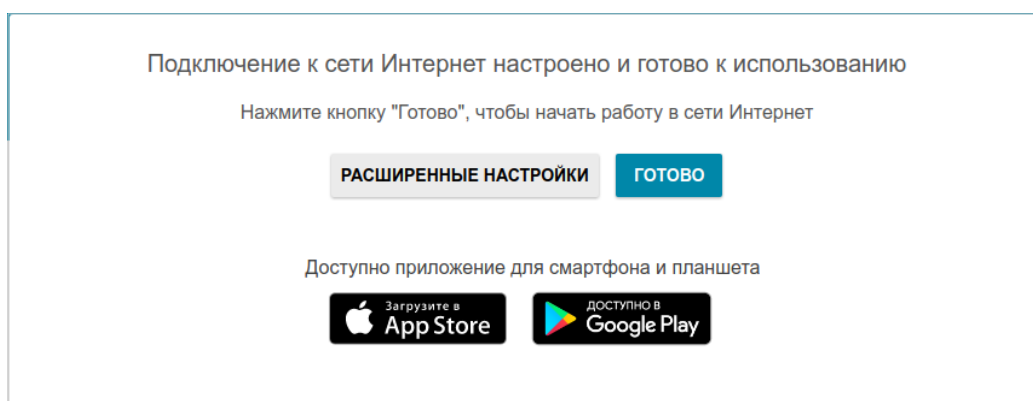 Подключение к сети Интернет настроено и готово к использованию
Нажмите кнопку "Готово", чтобы начать работу в сети Интернет
РАСШИРЕННЫЕ НАСТРОЙКИ ГОТОВО
Доступно приложение для смартфона и планшета
Загрузите в
App Store
ДОСТУПНО В
Google Play